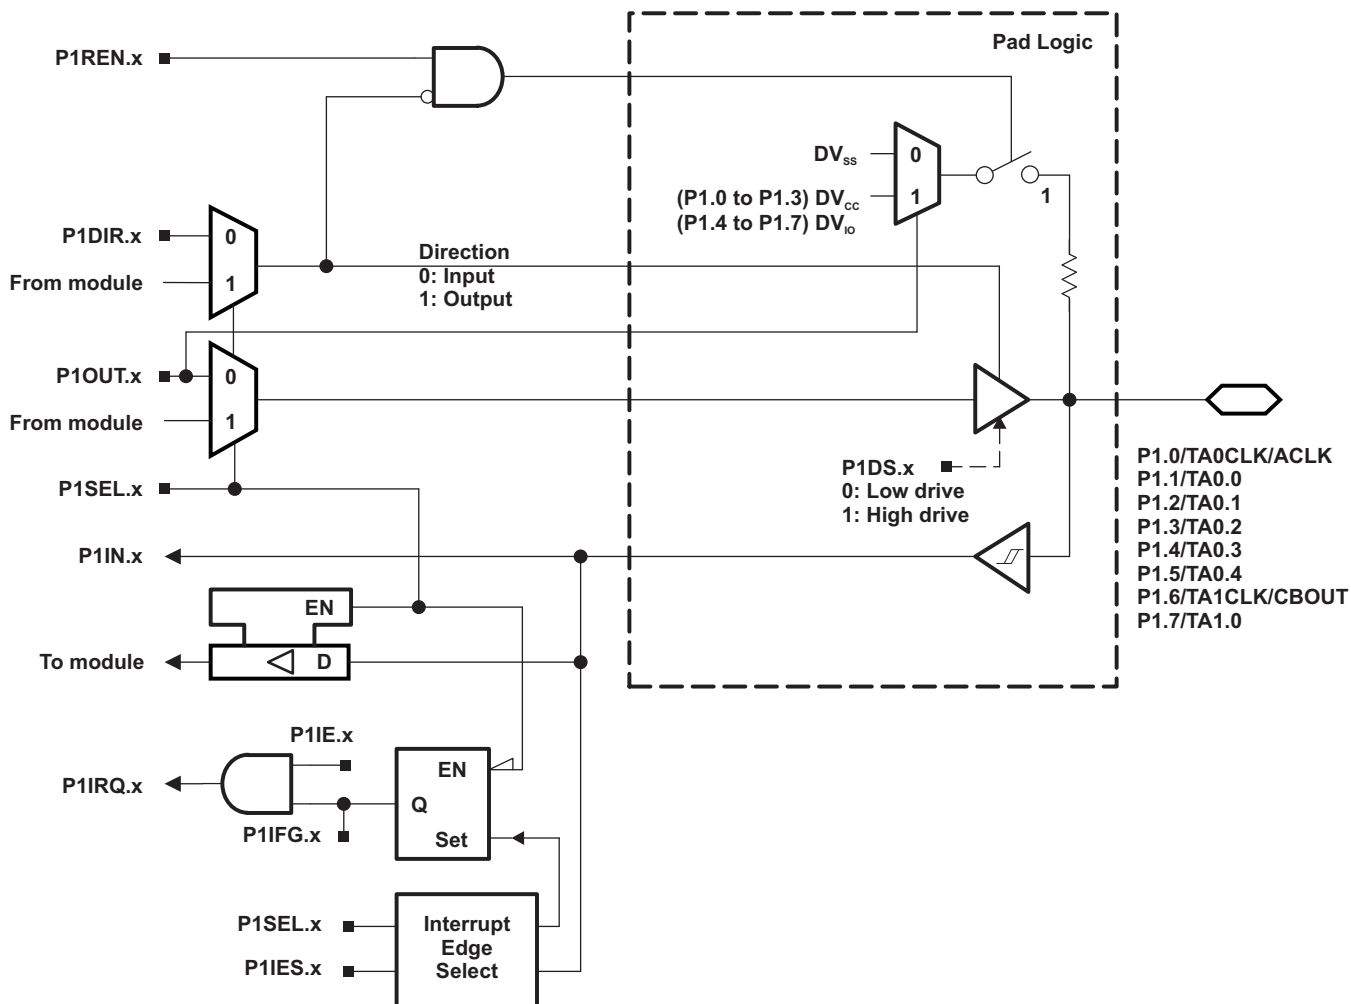 Pad Logic
P1REN.x
DVSS
0
(P1.0 to P1.3) DVCC
1
(P1.4 to P1.7) DVIO
1
P1DIR.x
0
From module
1
Direction
0: Input
1: Output
P1OUT.x
0
From module
1
P1SEL.x
P1DS.x
0: Low drive
1: High drive
P1.0/TA0CLK/ACLK
P1.1/TA0.0
P1.2/TA0.1
P1.3/TA0.2
P1.4/TA0.3
P1.5/TA0.4
P1.6/TA1CLK/CBOUT
P1.7/TA1.0
P1IN.x
EN
To module
D
P1IE.x
P1IRQ.x
EN
Q
P1IFG.x
Set
P1SEL.x
Interrupt
Edge
Select
P1IES.x